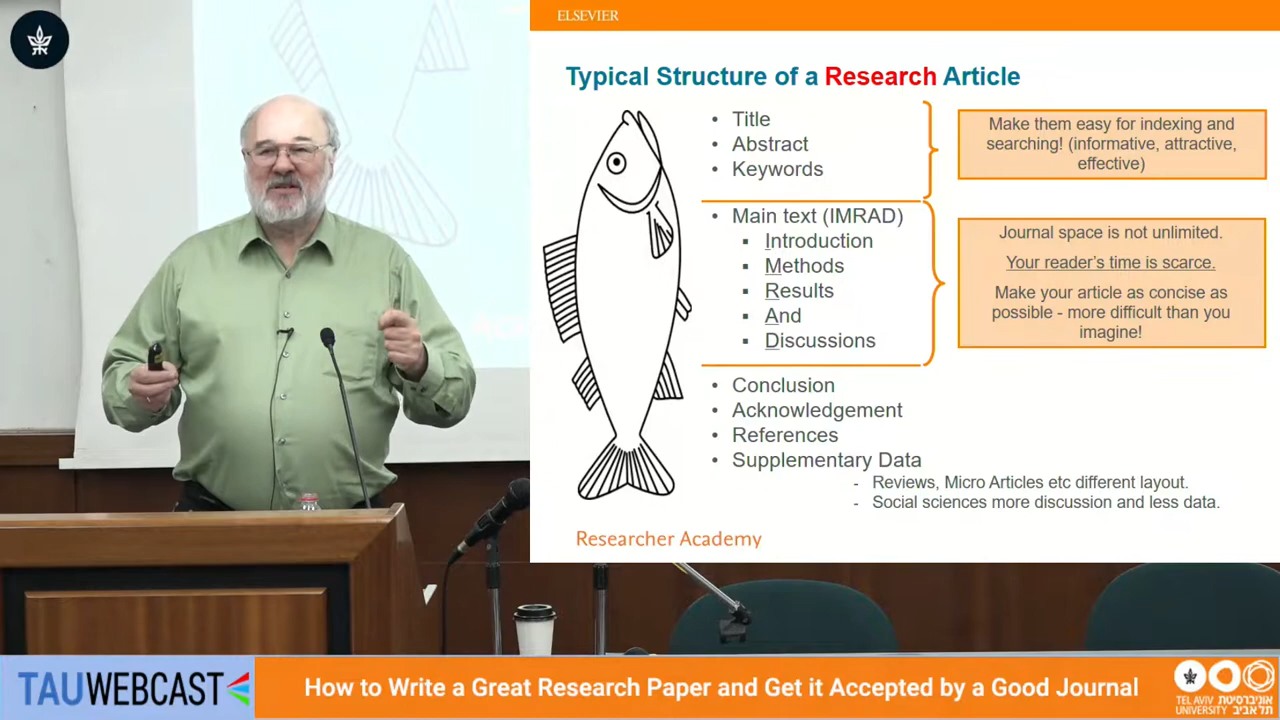 ELSEVIER
Typical Structure of a Research Article
• Title
• Abstract
• Keywords
Make them easy for indexing and
searching! (informative, attractive,
effective)
• Main text (IMRAD)
▪ Introduction
▪ Methods
▪ Results
▪ And
▪ Discussions
Journal space is not unlimited.
Your reader's time is scarce.
Make your article as concise as
possible - more difficult than you
imagine!
• Conclusion
• Acknowledgement
• References
• Supplementary Data
- Reviews, Micro Articles etc different layout.
- Social sciences more discussion and less data.
Researcher Academy
TAUWEBCAST
How to Write a Great Research Paper and Get it Accepted by a Good Journal
TEL AVIV אוניברסיטת
UNIVERSITY תל אביב